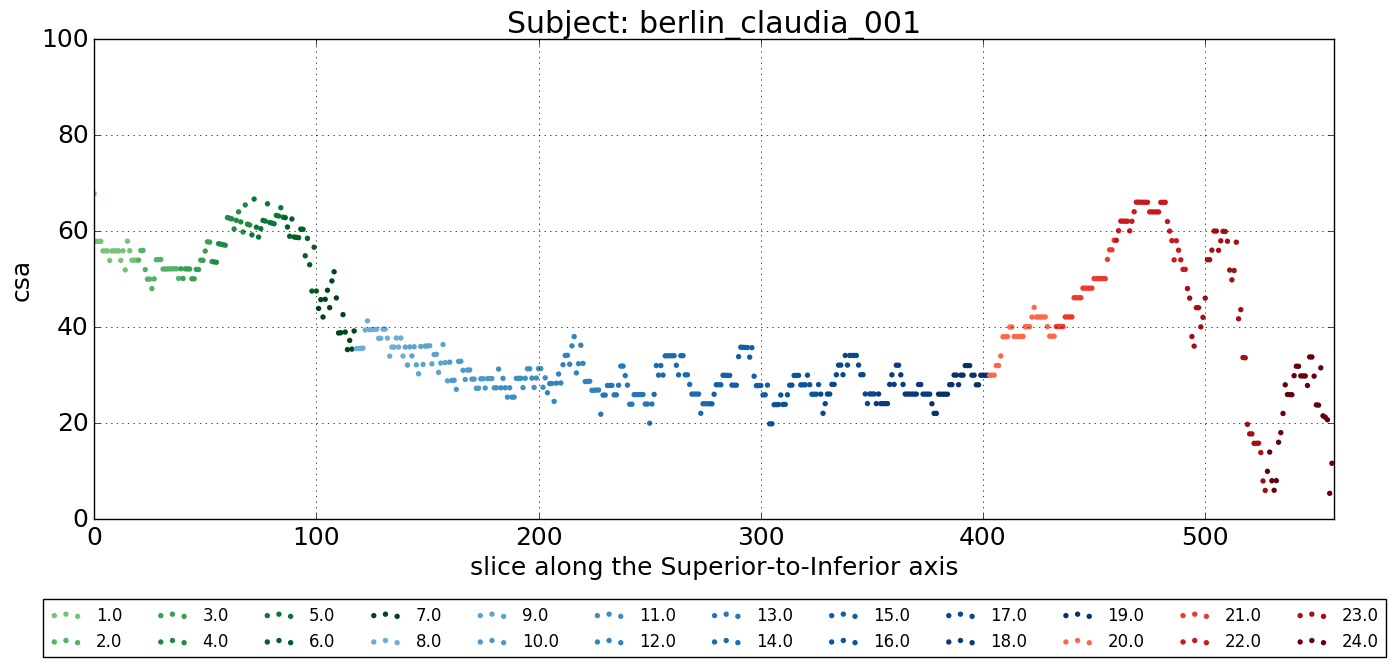 Subject: berlin_claudia_001
100
80
60
40
20
0
csa
0 100 200 300 400 500
slice along the Superior-to-Inferior axis
1.0 3.0 5.0 7.0 9.0 11.0 13.0 15.0 17.0 19.0 21.0 23.0
2.0 4.0 6.0 8.0 10.0 12.0 14.0 16.0 18.0 20.0 22.0 24.0